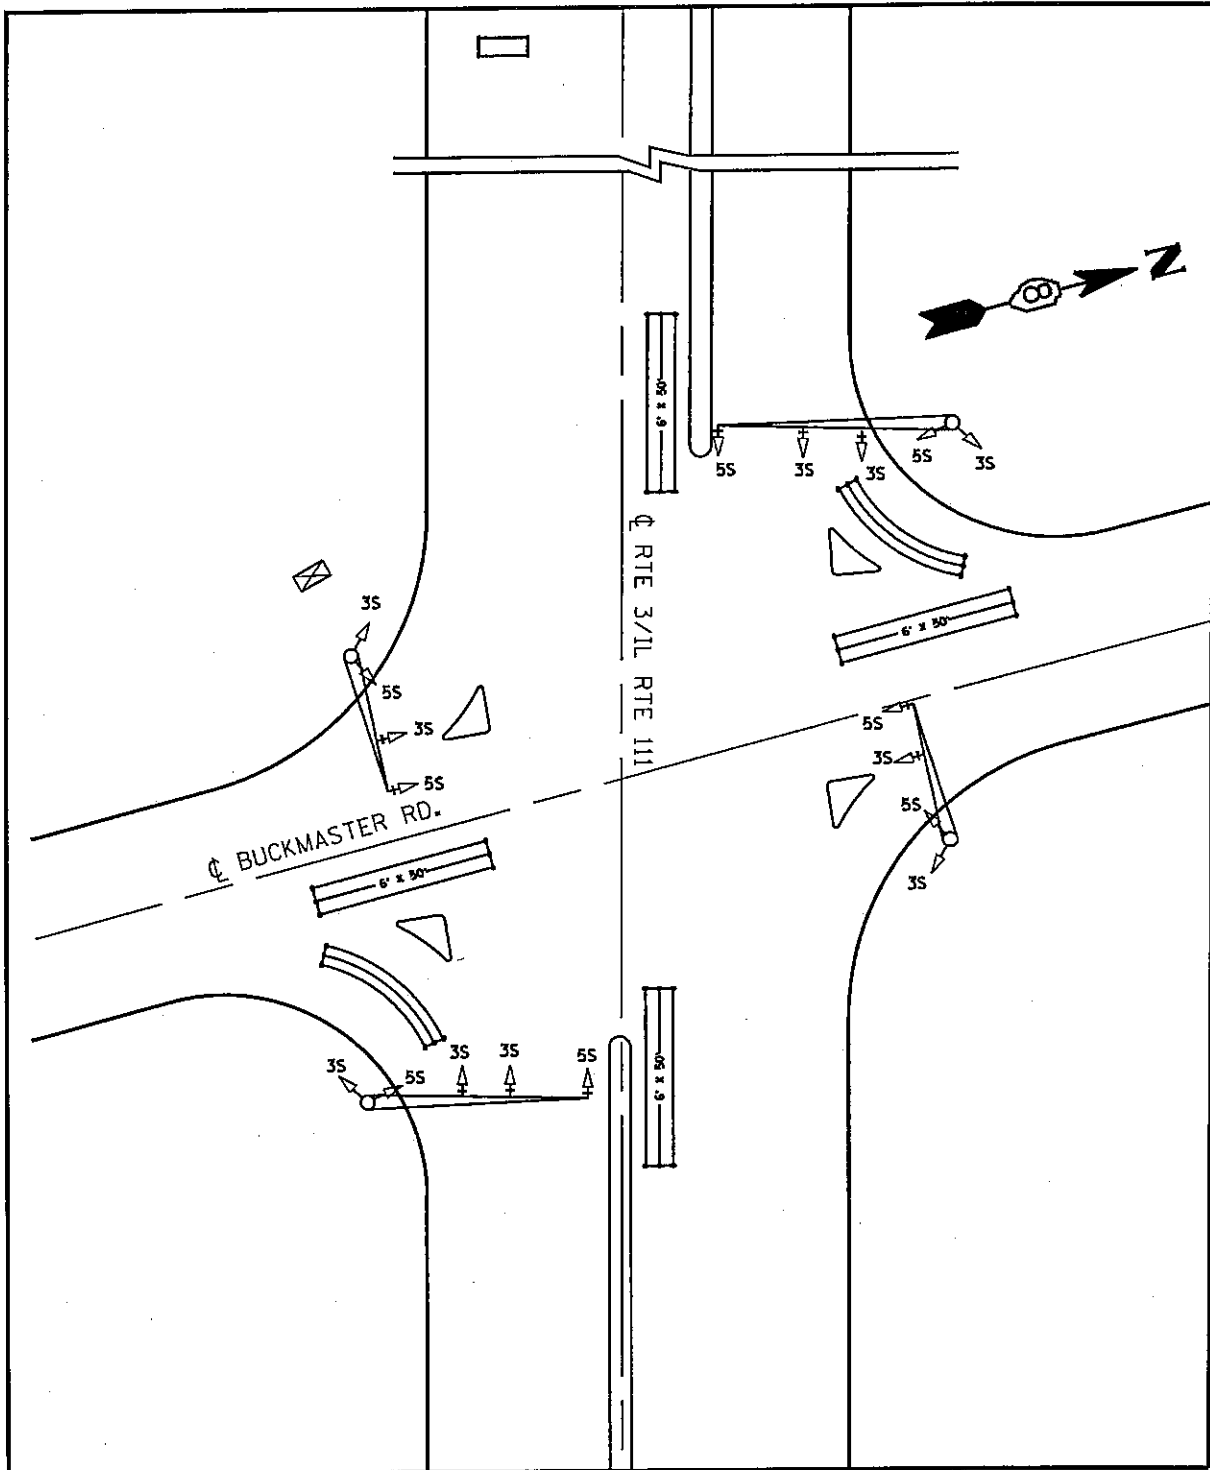 N
8
6' X 50'
5S
3S
3S
5S
3S
℄ RTE 3/IL RTE 111
3S
5S
3S
5S
6' X 50'
5S
3S
5S
3S
℄ BUCKMASTER RD.
6' X 50'
3S
5S
3S
3S
5S
6' X 50'